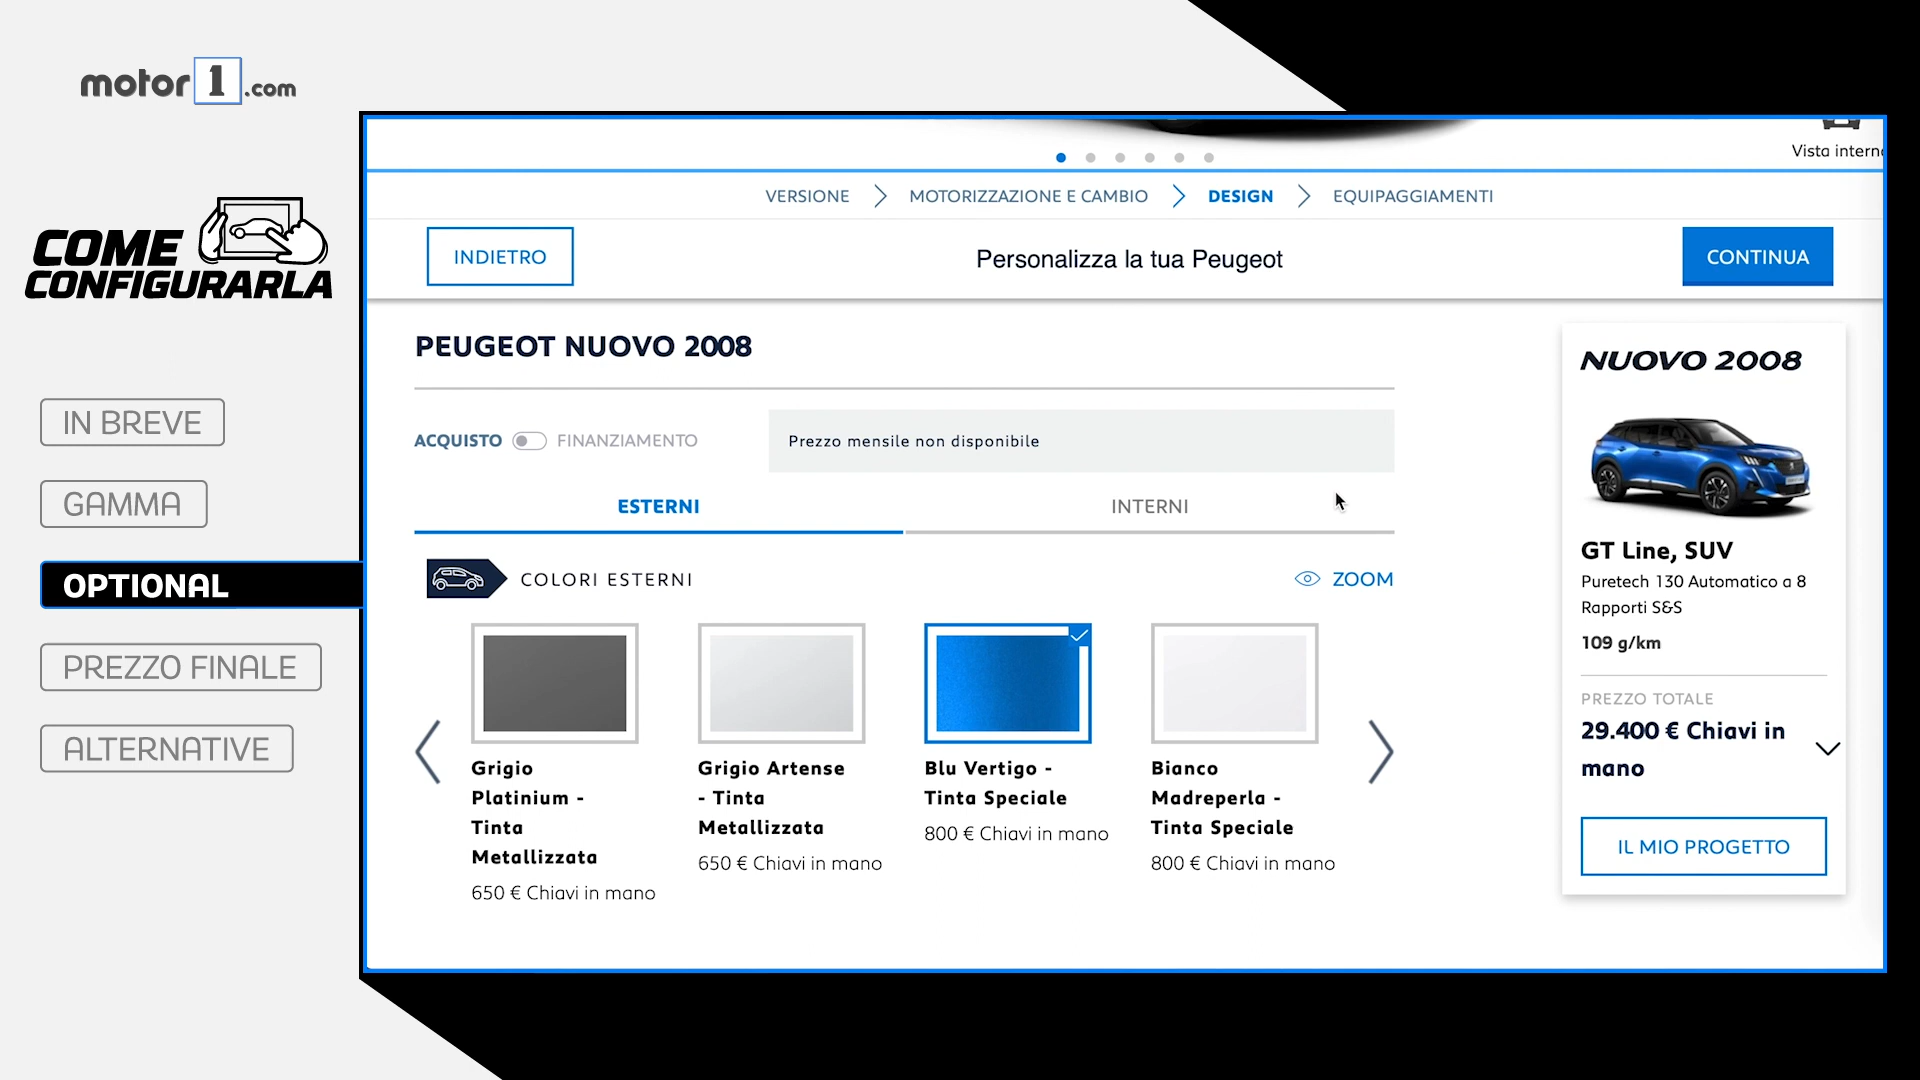 motor1.com
COME
CONFIGURARLA
IN BREVE
GAMMA
OPTIONAL
PREZZO FINALE
ALTERNATIVE
Vista intern
VERSIONE
MOTORIZZAZIONE E CAMBIO
DESIGN
EQUIPAGGIAMENTI
INDIETRO
Personalizza la tua Peugeot
CONTINUA
PEUGEOT NUOVO 2008
ACQUISTO
FINANZIAMENTO
Prezzo mensile non disponibile
ESTERNI
INTERNI
COLORI ESTERNI
ZOOM
Grigio
Platinium -
Tinta
Metallizzata
650 € Chiavi in mano
Grigio Artense
- Tinta
Metallizzata
650 € Chiavi in mano
Blu Vertigo -
Tinta Speciale
800 € Chiavi in mano
Bianco
Madreperla -
Tinta Speciale
800 € Chiavi in mano
NUOVO 2008
GT Line, SUV
Puretech 130 Automatico a 8
Rapporti S&S
109 g/km
PREZZO TOTALE
29.400 € Chiavi in
mano
IL MIO PROGETTO